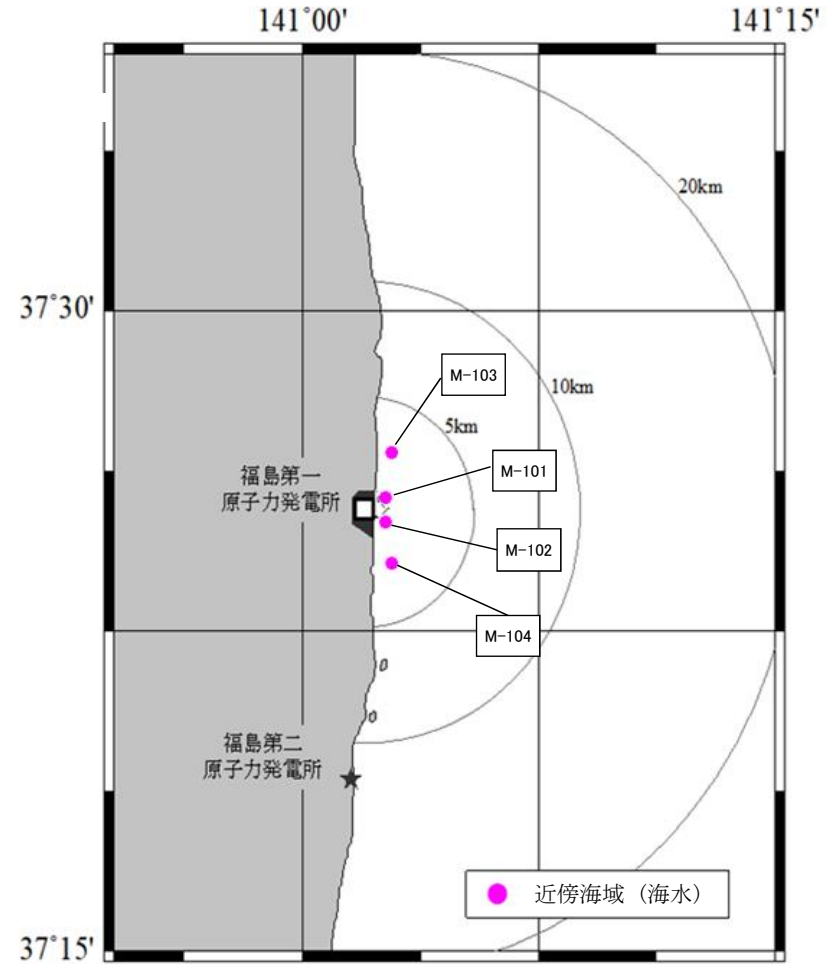 141°00'
141°15'
20km
37°30'
M-103
10km
5km
福島第一
原子力発電所
M-101
M-102
M-104
福島第二
原子力発電所
近傍海域（海水）
37°15'